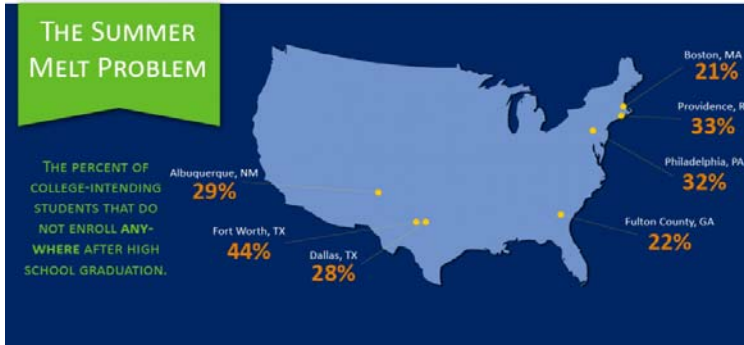 THE SUMMER
MELT PROBLEM
THE PERCENT OF
COLLEGE-INTENDING
STUDENTS THAT DO
NOT ENROLL ANY-
WHERE AFTER HIGH
SCHOOL GRADUATION.
Albuquerque, NM
29%
Fort Worth, TX
44%
Dallas, TX
28%
Boston, MA
21%
Providence, R
33%
Philadelphia, PA
32%
Fulton County, GA
22%